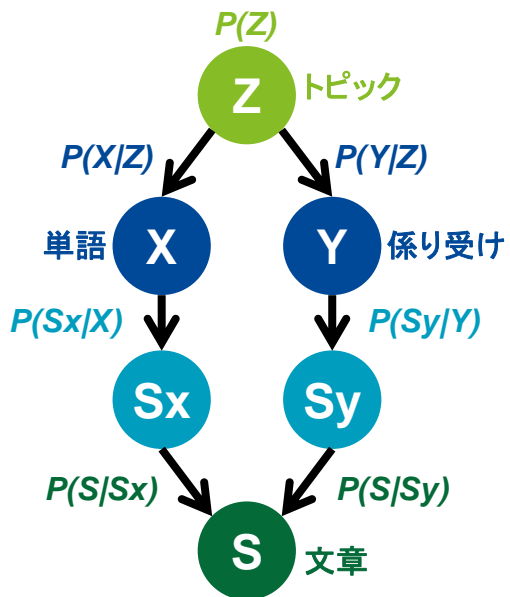 P(Z)
Z
トピック
P(X|Z)
P(Y|Z)
単語
X
Y
係り受け
P(Sx|X)
P(Sy|Y)
Sx
Sy
P(S|Sx)
P(S|Sy)
S
文章